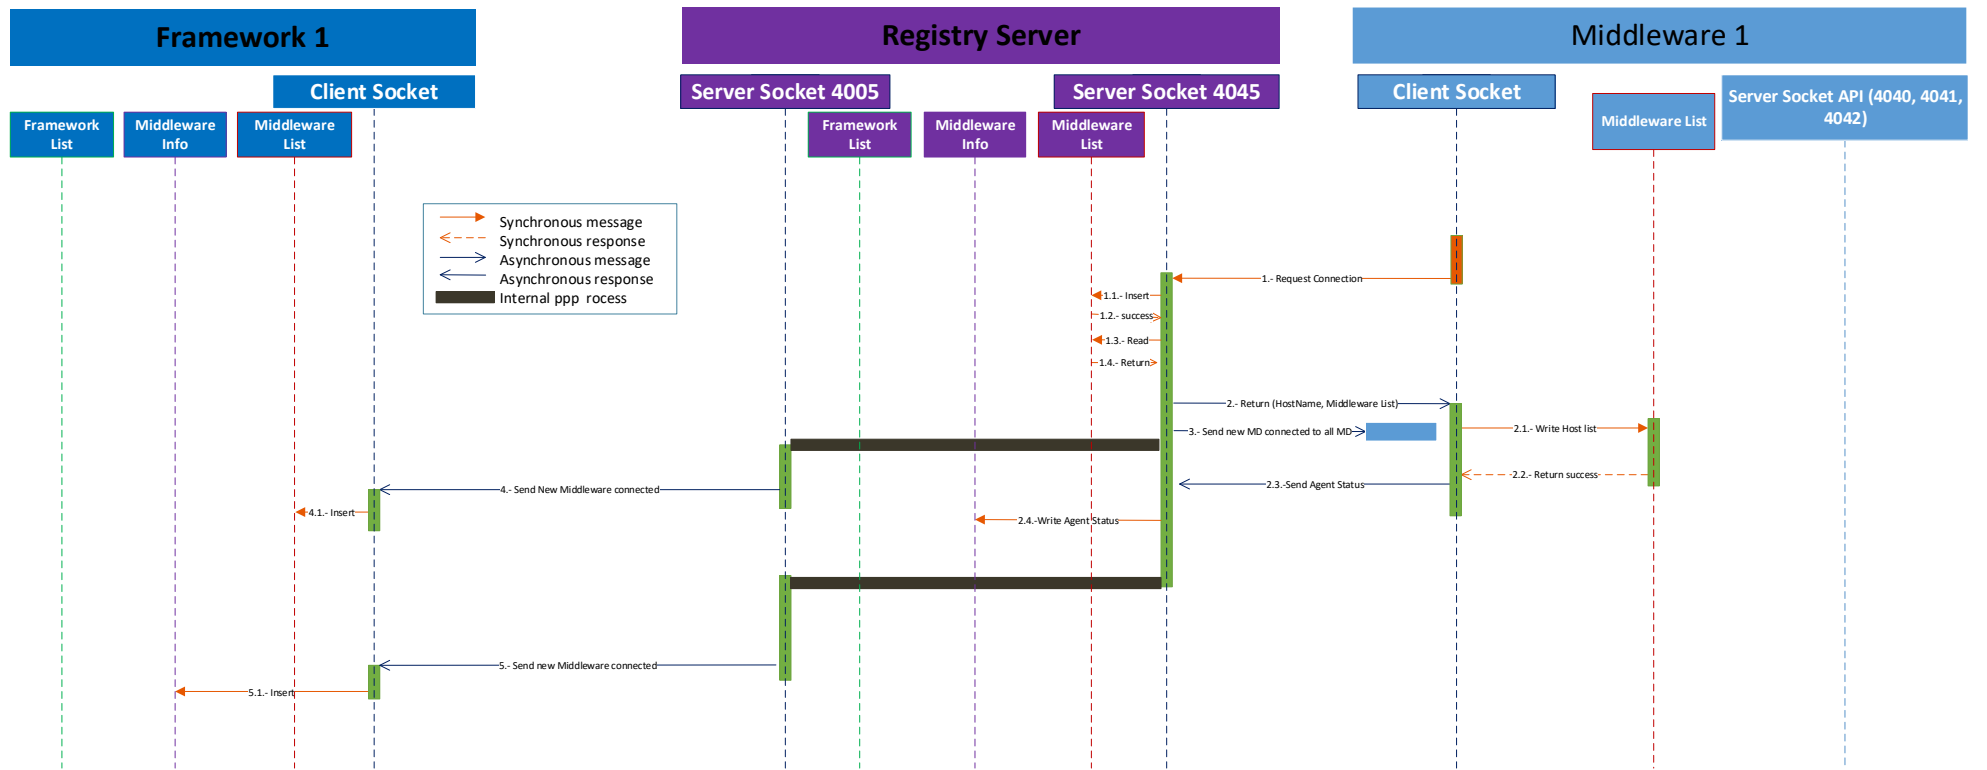 Framework 1
Registry Server
Middleware 1
Client Socket
Server Socket 4005
Server Socket 4045
Client Socket
Server Socket API (4040, 4041,
4042)
Framework
List
Middleware
Info
Middleware
List
Framework
List
Middleware
Info
Middleware
List
Middleware List
Synchronous message
Synchronous response
Asynchronous message
Asynchronous response
Internal ppp rocess
1.- Request Connection
1.1.- Insert
1.2.- success
1.3.- Read
1.4.- Return
2.- Return (HostName, Middleware List)
2.1.- Write Host list
3.- Send new MD connected to all MD
2.2.- Return success
2.3.-Send Agent Status
4.- Send New Middleware connected
4.1.- Insert
2.4.-Write Agent Status
5.- Send new Middleware connected
5.1.- Insert